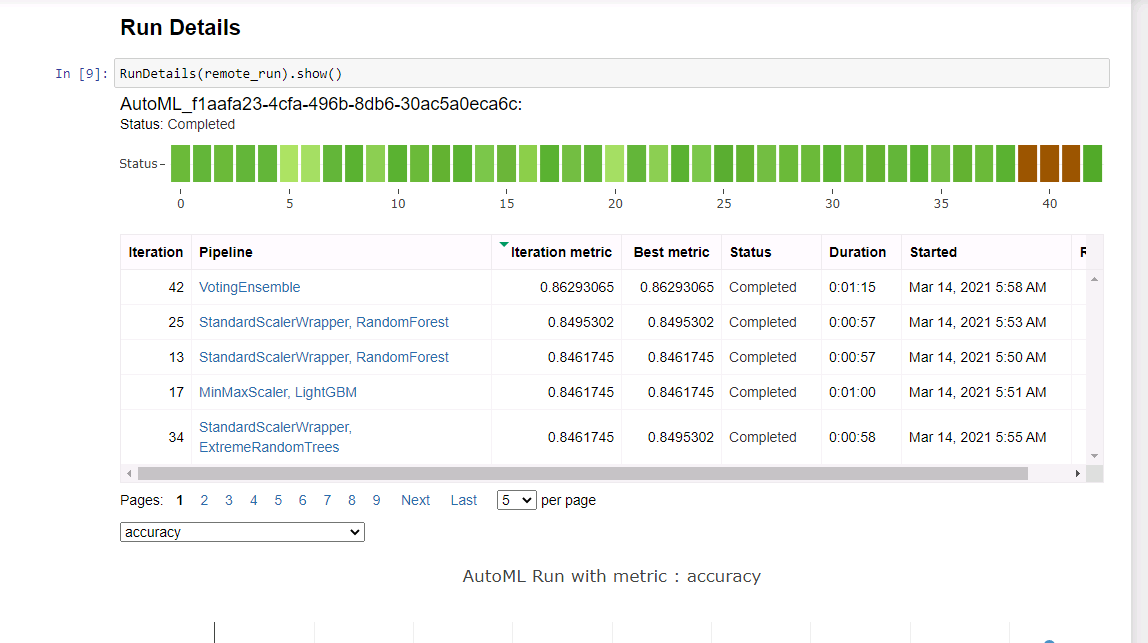 Run Details
In [9]: RunDetails(remote_run).show()
AutoML_f1aafa23-4cfa-496b-8db6-30ac5a0eca6c:
Status: Completed
Status
0 5 10 15 20 25 30 35 40
Iteration Pipeline Iteration metric Best metric Status Duration Started
42 VotingEnsemble 0.86293065 0.86293065 Completed 0:01:15 Mar 14, 2021 5:58 AM
25 StandardScalerWrapper, RandomForest 0.8495302 0.8495302 Completed 0:00:57 Mar 14, 2021 5:53 AM
13 StandardScalerWrapper, RandomForest 0.8461745 0.8461745 Completed 0:00:57 Mar 14, 2021 5:50 AM
17 MinMaxScaler, LightGBM 0.8461745 0.8461745 Completed 0:01:00 Mar 14, 2021 5:51 AM
34 StandardScalerWrapper, 0.8461745 0.8495302 Completed 0:00:58 Mar 14, 2021 5:55 AM
ExtremeRandomTrees
Pages: 1 2 3 4 5 6 7 8 9 Next Last 5 per page
accuracy
AutoML Run with metric : accuracy